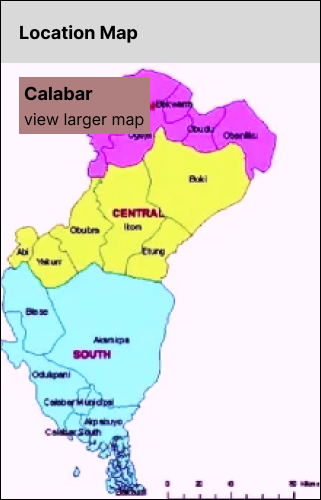 Location Map
Calabar
view larger map
Bekwarra
Ogoja
Obudu
Obanliku
Boki
CENTRAL
Ikom
Obubra
Etung
Abi
Yakurr
Biase
Akamkpa
SOUTH
Odukpani
Calabar Municipal
Akpabuyo
Calabar South
Bakassi
0 20 40 60 80 Kilometers